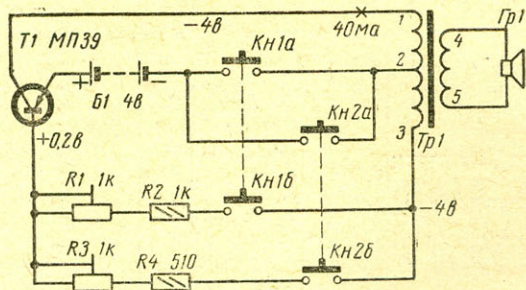 Т1 МП39
−4в
40ма
1
2
3
4
5
Гр1
Тр1
Кн1а
+
Б1 4в
−
Кн2а
+0,2в
R1 1к
R2 1к
Кн1б
−4в
R3 1к
R4 510
Кн2б